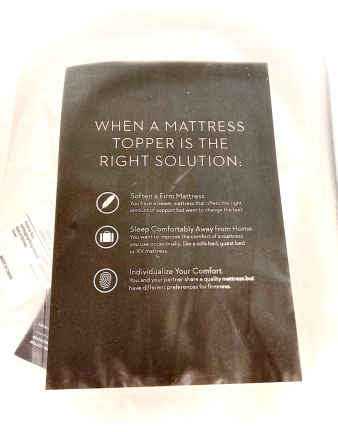 WHEN A MATTRESS
TOPPER IS THE
RIGHT SOLUTION:
Soften a Firm Mattress
You have a newer mattress that offers the right
amount of support but want to change the feel.
Sleep Comfortably Away from Home
You want to improve the comfort of a mattress
you use occasionally, like a sofa bed, guest bed
or RV mattress.
Individualize Your Comfort
You and your partner share a quality mattress but
have different preferences for firmness.